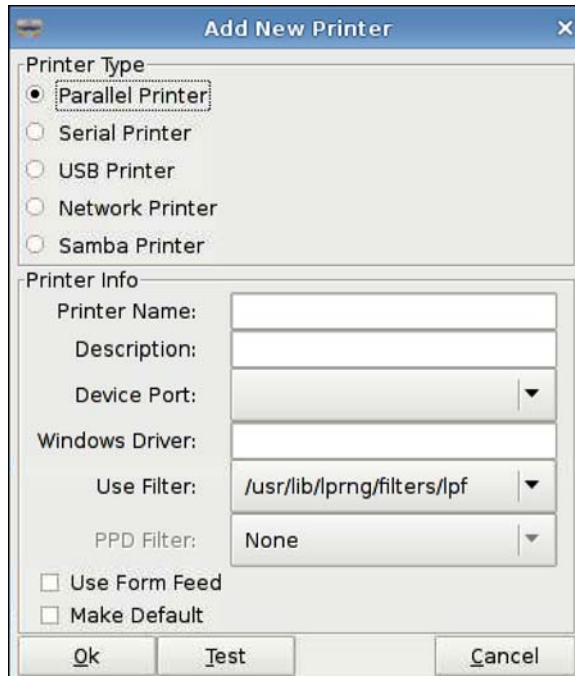 Add New Printer
Printer Type
Parallel Printer
Serial Printer
USB Printer
Network Printer
Samba Printer
Printer Info
Printer Name:
Description:
Device Port:
Windows Driver:
Use Filter: /usr/lib/lprng/filters/lpf
PPD Filter: None
Use Form Feed
Make Default
Ok Test Cancel